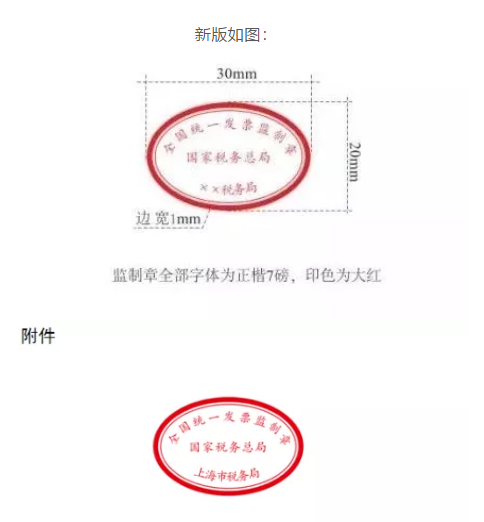 新版如图：
30mm
全国统一发票监制章
国家税务总局
××税务局
20mm
边 宽1mm
监制章全部字体为正楷7磅，印色为大红
附件
全国统一发票监制章
国家税务总局
上海市税务局